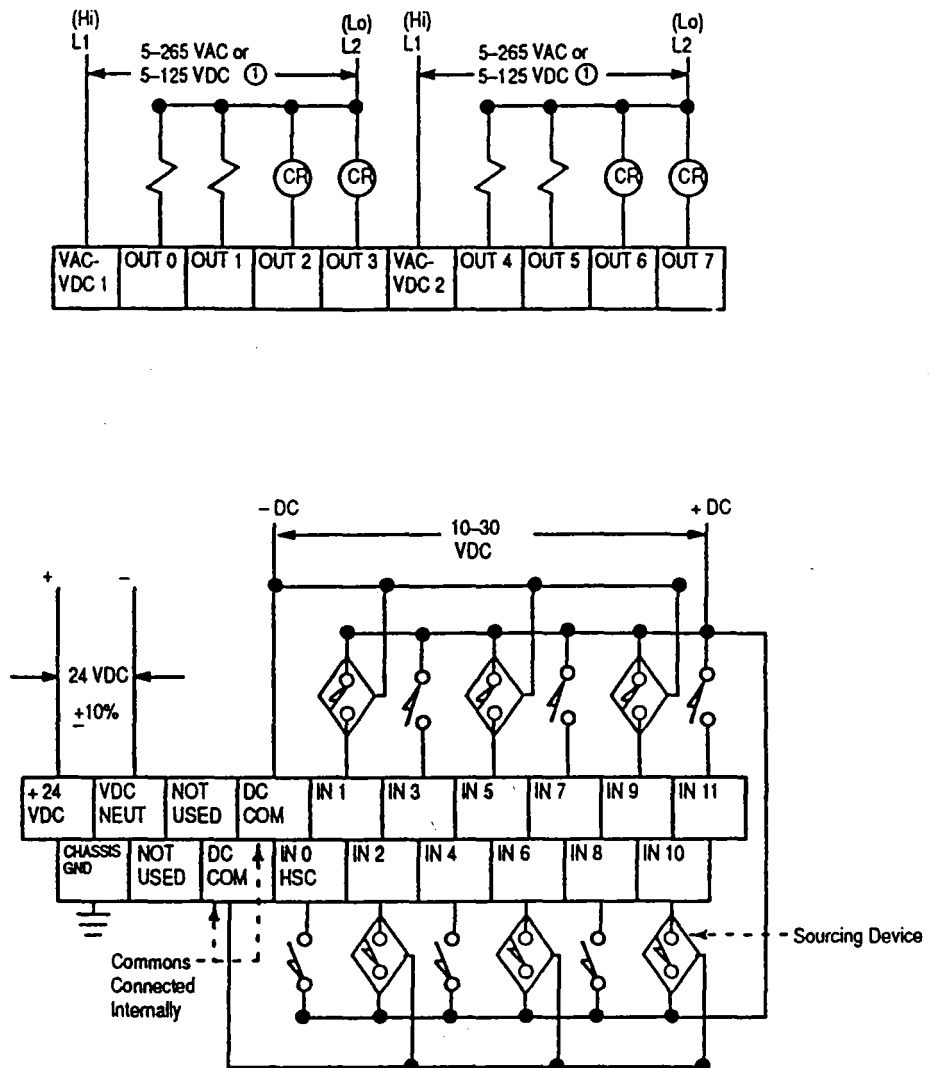 (Hi) (Lo) (Hi) (Lo)
L1 L2 L1 L2
5–265 VAC or 5–265 VAC or
5–125 VDC ① 5–125 VDC ①
CR CR CR CR
VAC- OUT 0 OUT 1 OUT 2 OUT 3 VAC- OUT 4 OUT 5 OUT 6 OUT 7
VDC 1 VDC 2
– DC + DC
10–30
VDC
+ –
24 VDC
±10%
+ 24 VDC NOT DC IN 1 IN 3 IN 5 IN 7 IN 9 IN 11
VDC NEUT USED COM
CHASSIS NOT DC IN 0 IN 2 IN 4 IN 6 IN 8 IN 10
GND USED COM HSC
Sourcing Device
Commons
Connected
Internally